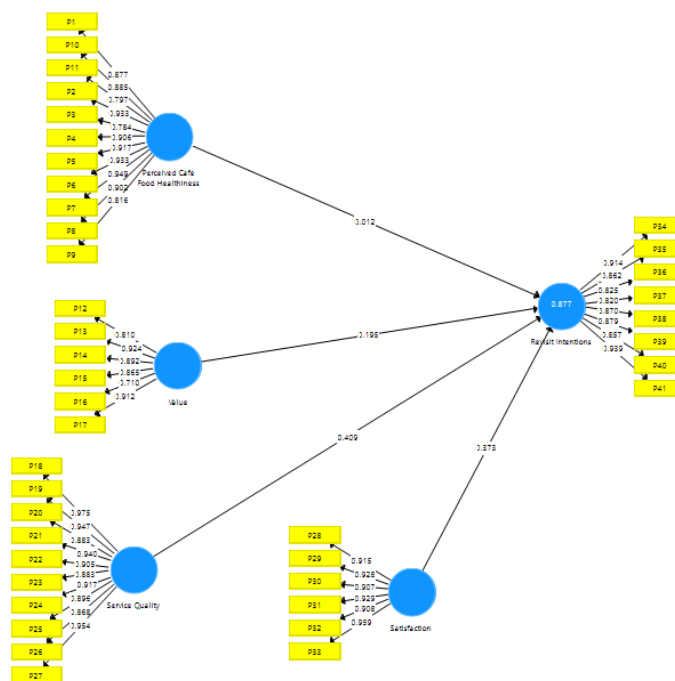 P1
P10
P11
P2
P3
P4
P5
P6
P7
P8
P9
0.877
0.885
0.797
0.933
0.784
0.906
0.917
0.933
0.949
0.902
0.816
Perceived Cafe
Food Healthiness
0.012
P12
P13
P14
P15
P16
P17
0.810
0.924
0.892
0.865
0.710
0.912
Value
0.195
P18
P19
P20
P21
P22
P23
P24
P25
P26
P27
0.975
0.947
0.883
0.940
0.905
0.883
0.917
0.896
0.868
0.954
Service Quality
0.409
P28
P29
P30
P31
P32
P33
0.915
0.928
0.907
0.929
0.908
0.959
Satisfaction
0.373
0.877
Revisit Intentions
0.914
0.862
0.825
0.820
0.870
0.879
0.857
0.939
P34
P35
P36
P37
P38
P39
P40
P41